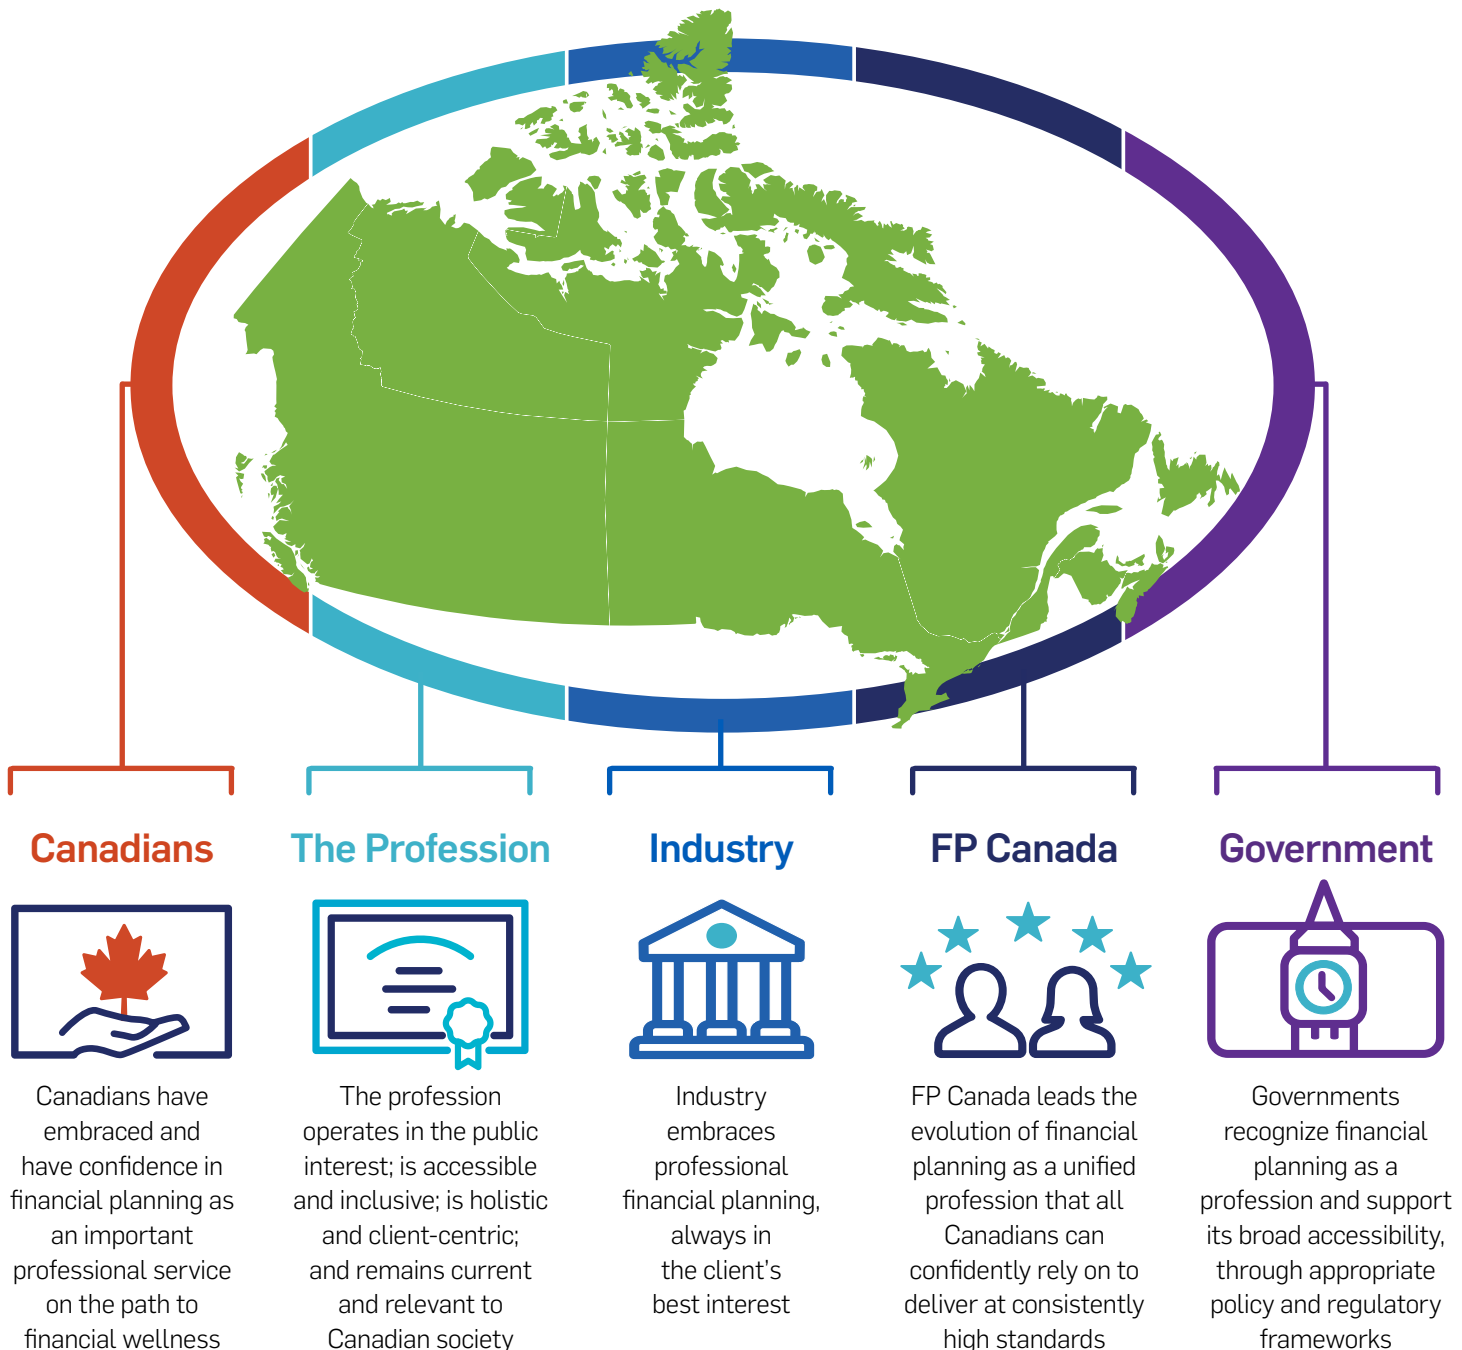 Canadians
Canadians have
embraced and
have confidence in
financial planning as
an important
professional service
on the path to
financial wellness
The Profession
The profession
operates in the public
interest; is accessible
and inclusive; is holistic
and client-centric;
and remains current
and relevant to
Canadian society
Industry
Industry
embraces
professional
financial planning,
always in
the client's
best interest
FP Canada
FP Canada leads the
evolution of financial
planning as a unified
profession that all
Canadians can
confidently rely on to
deliver at consistently
high standards
Government
Governments
recognize financial
planning as a
profession and support
its broad accessibility,
through appropriate
policy and regulatory
frameworks